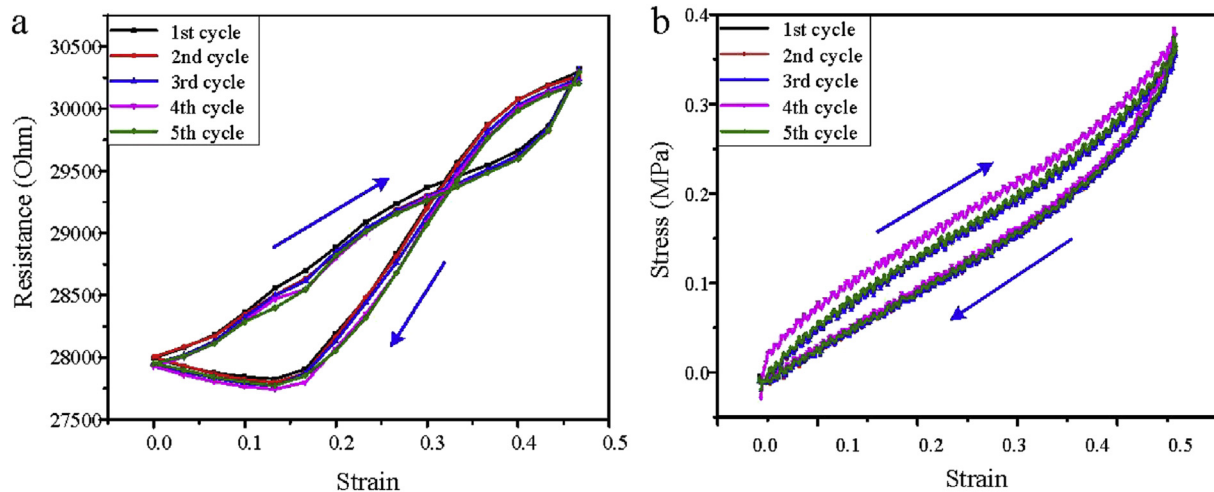 a
1st cycle
2nd cycle
3rd cycle
4th cycle
5th cycle
30500
30000
29500
29000
28500
28000
27500
Resistance (Ohm)
0.0 0.1 0.2 0.3 0.4 0.5
Strain
b
1st cycle
2nd cycle
3rd cycle
4th cycle
5th cycle
0.4
0.3
0.2
0.1
0.0
Stress (MPa)
0.0 0.1 0.2 0.3 0.4 0.5
Strain